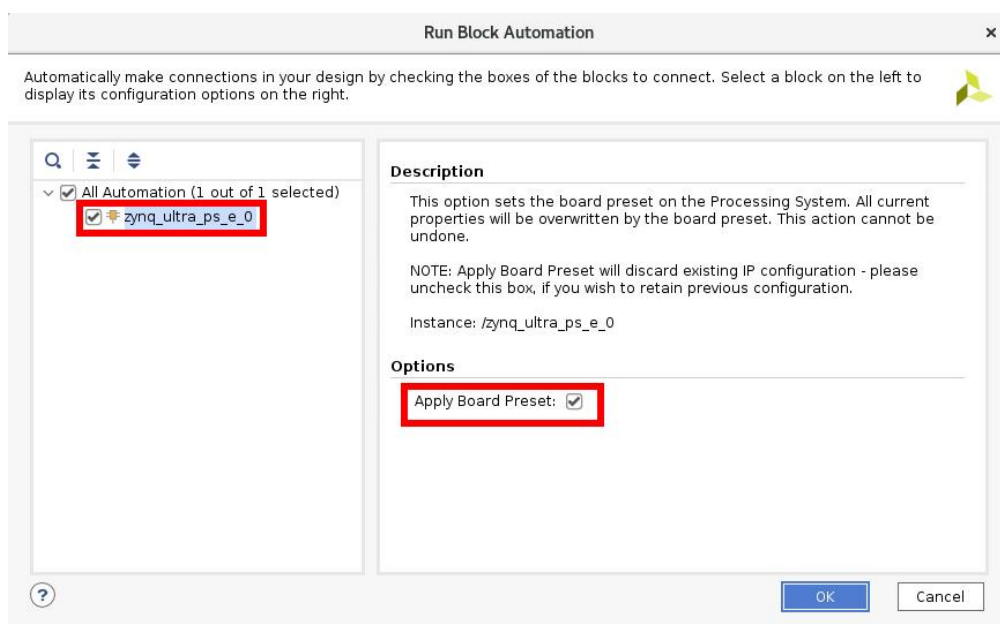 Run Block Automation
Automatically make connections in your design by checking the boxes of the blocks to connect. Select a block on the left to
display its configuration options on the right.
All Automation (1 out of 1 selected)
zynq_ultra_ps_e_0
Description
This option sets the board preset on the Processing System. All current
properties will be overwritten by the board preset. This action cannot be
undone.
NOTE: Apply Board Preset will discard existing IP configuration - please
uncheck this box, if you wish to retain previous configuration.
Instance: /zynq_ultra_ps_e_0
Options
Apply Board Preset:
?
OK
Cancel